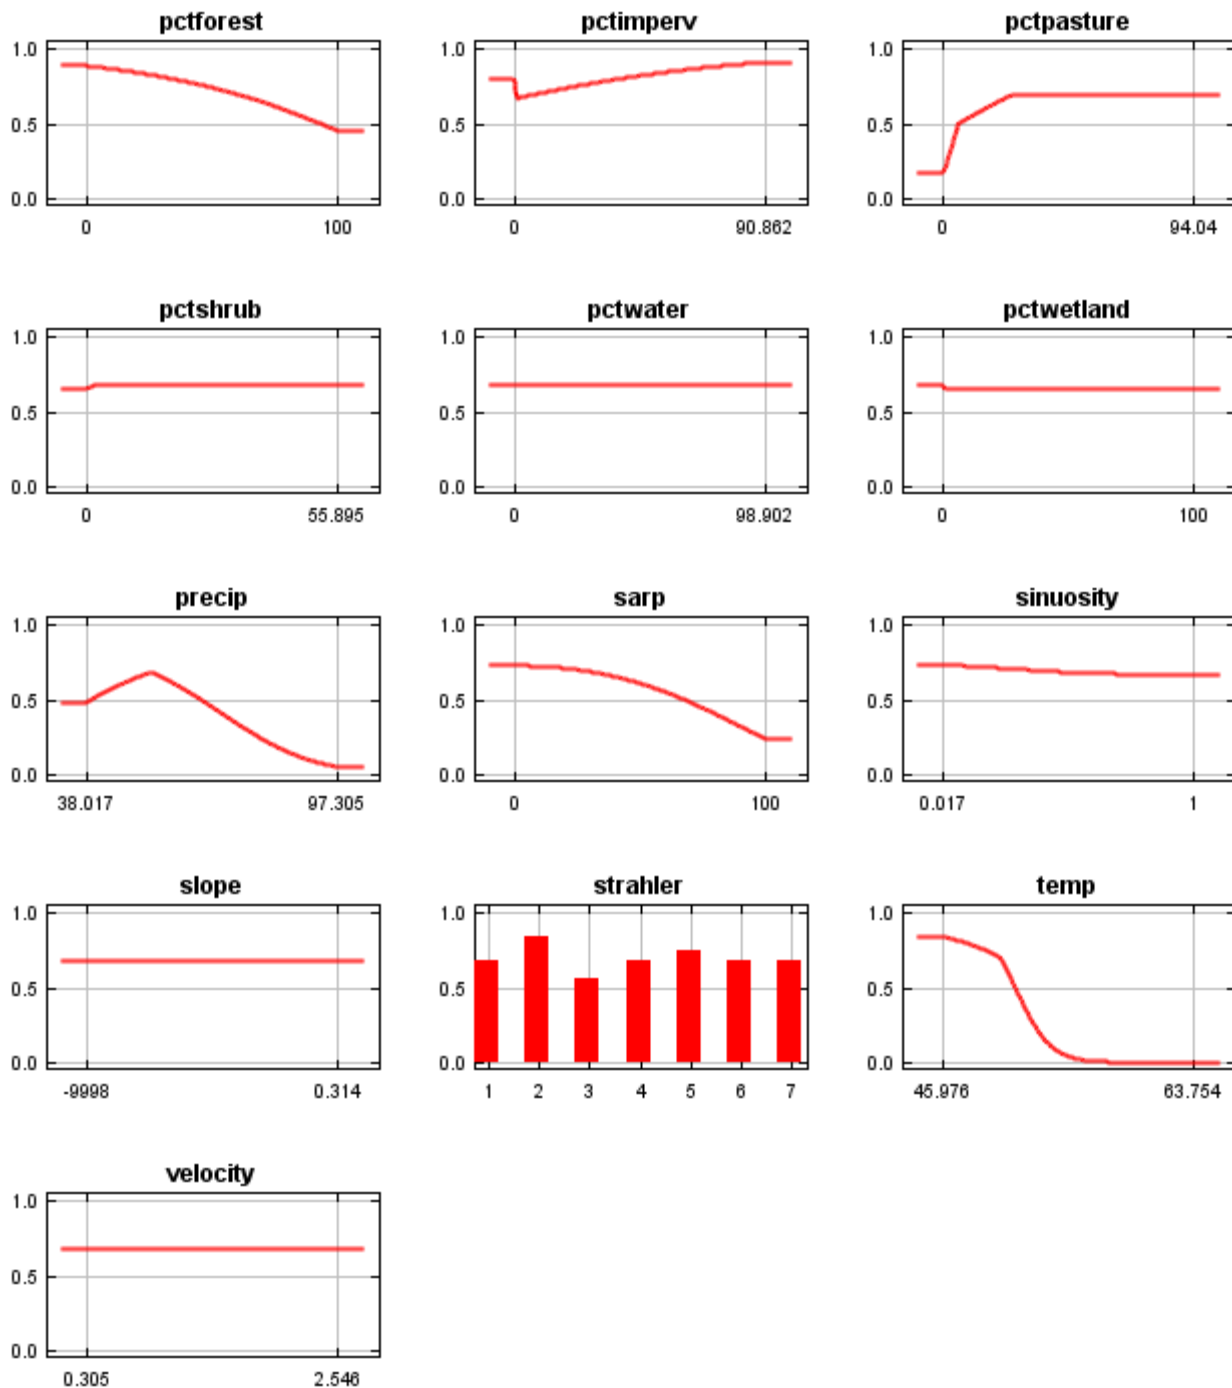 pctforest pctimperv pctpasture
1.0 1.0 1.0
0.5 0.5 0.5
0.0 0.0 0.0
0 100 0 90.862 0 94.04
pctshrub pctwater pctwetland
1.0 1.0 1.0
0.5 0.5 0.5
0.0 0.0 0.0
0 55.895 0 98.902 0 100
precip sarp sinuosity
1.0 1.0 1.0
0.5 0.5 0.5
0.0 0.0 0.0
38.017 97.305 0 100 0.017 1
slope strahler temp
1.0 1.0 1.0
0.5 0.5 0.5
0.0 0.0 0.0
-9998 0.314 1 2 3 4 5 6 7 45.976 63.754
velocity
1.0
0.5
0.0
0.305 2.546